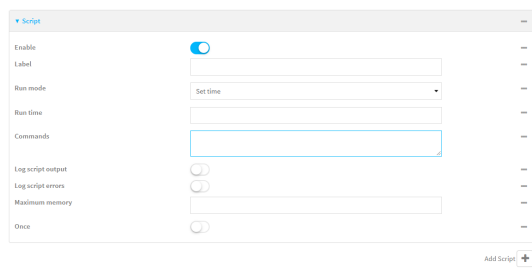 ▼ Script
Enable
Label
Run mode Set time
Run time
Commands
Log script output
Log script errors
Maximum memory
Once
Add Script